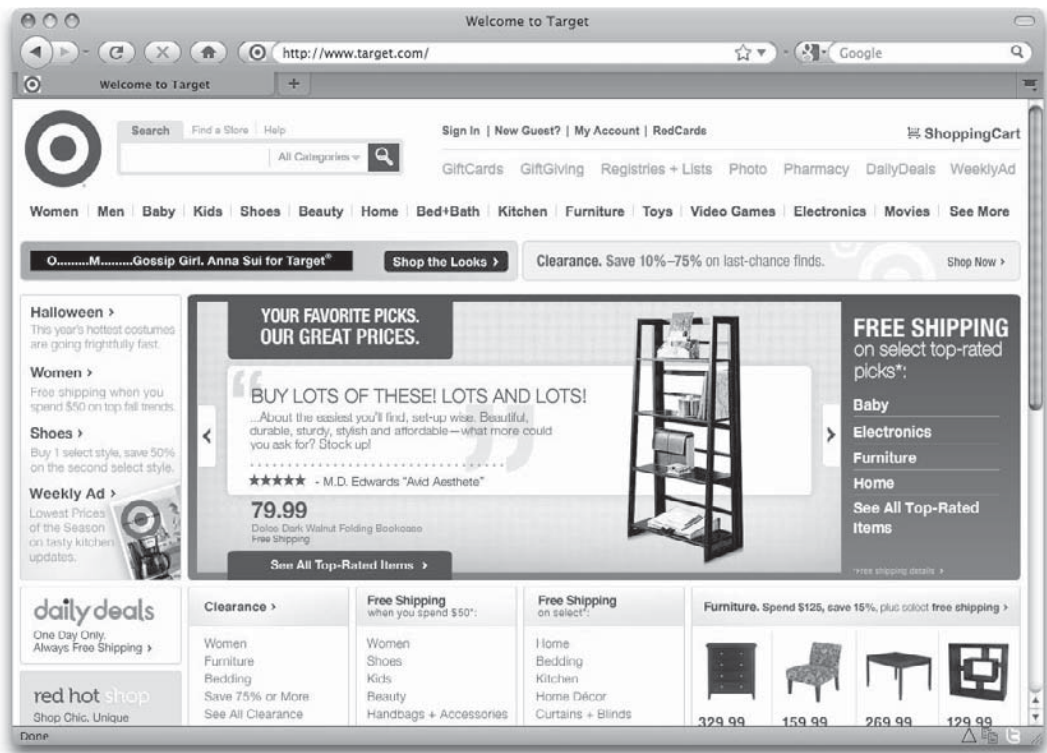 Welcome to Target
http://www.target.com/
Google
Welcome to Target
+
Search Find a Store Help
All Categories
Sign In | New Guest? | My Account | RedCards
ShoppingCart
GiftCards GiftGiving Registries + Lists Photo Pharmacy DailyDeals WeeklyAd
Women Men Baby Kids Shoes Beauty Home Bed+Bath Kitchen Furniture Toys Video Games Electronics Movies See More
O.........M.........Gossip Girl. Anna Sui for Target®
Shop the Looks >
Clearance. Save 10%–75% on last-chance finds.
Shop Now >
Halloween >
This year's hottest costumes
are going frightfully fast.
Women >
Free shipping when you
spend $50 on top fall trends.
Shoes >
Buy 1 select style, save 50%
on the second select style.
Weekly Ad >
Lowest Prices
of the Season
on tasty kitchen
updates.
YOUR FAVORITE PICKS.
OUR GREAT PRICES.
“BUY LOTS OF THESE! LOTS AND LOTS!
...About the easiest you'll find, set-up wise. Beautiful,
durable, sturdy, stylish and affordable—what more could
you ask for? Stock up!”
★★★★★ - M.D. Edwards "Avid Aesthete"
79.99
Dolce Dark Walnut Folding Bookcase
Free Shipping
See All Top-Rated Items >
FREE SHIPPING
on select top-rated
picks*:
Baby
Electronics
Furniture
Home
See All Top-Rated
Items
*Free shipping details >
daily deals
One Day Only.
Always Free Shipping >
red hot shop
Shop Chic. Unique
Clearance >
Women
Furniture
Bedding
Save 75% or More
See All Clearance
Free Shipping
when you spend $50*:
Women
Shoes
Kids
Beauty
Handbags + Accessories
Free Shipping
on select*:
Home
Bedding
Kitchen
Home Décor
Curtains + Blinds
Furniture. Spend $125, save 15%, plus select free shipping >
329.99 159.99 269.99 129.99
Done